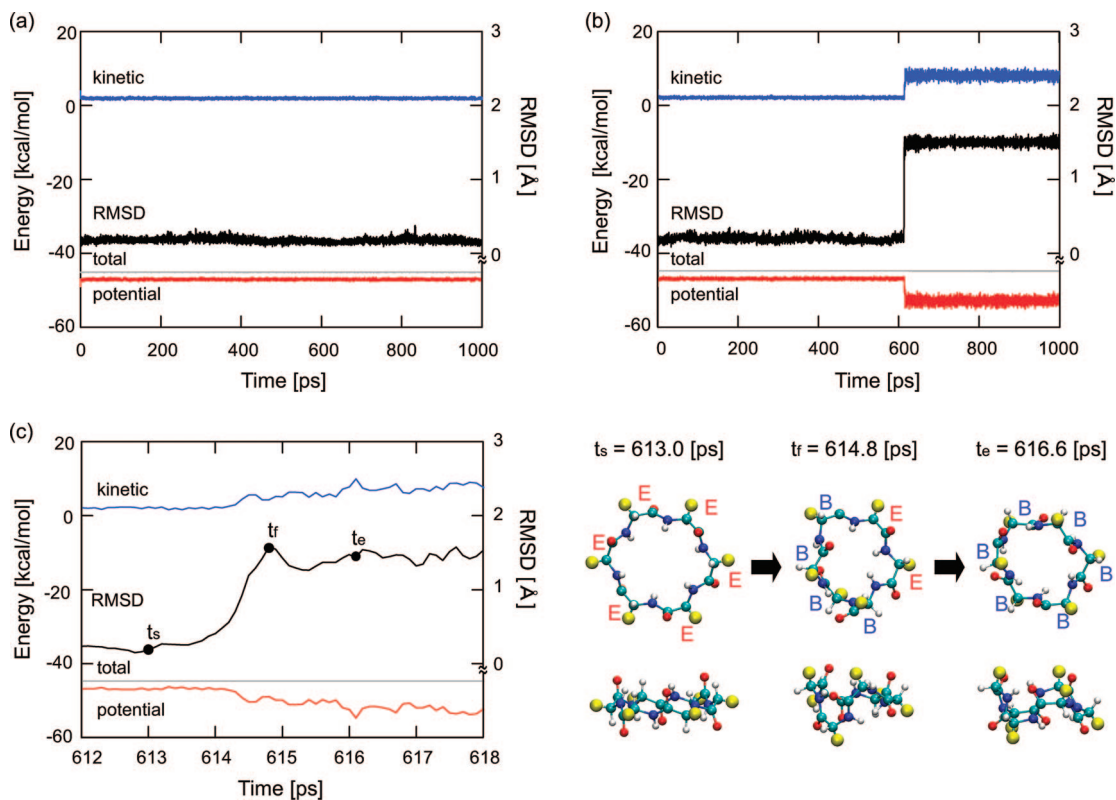 (a)
20
0
-20
-40
-60
Energy [kcal/mol]
kinetic
RMSD
total
potential
3
2
1
0
≈
RMSD [Å]
0 200 400 600 800 1000
Time [ps]
(b)
20
0
-20
-40
-60
Energy [kcal/mol]
kinetic
RMSD
total
potential
3
2
1
0
≈
RMSD [Å]
0 200 400 600 800 1000
Time [ps]
(c)
20
0
-20
-40
-60
Energy [kcal/mol]
kinetic
tf
te
RMSD
ts
total
potential
3
2
1
0
≈
RMSD [Å]
612 613 614 615 616 617 618
Time [ps]
ts = 613.0 [ps]
tf = 614.8 [ps]
te = 616.6 [ps]
E E
E E
E E
B E
B E
B B
B B
B B
B B